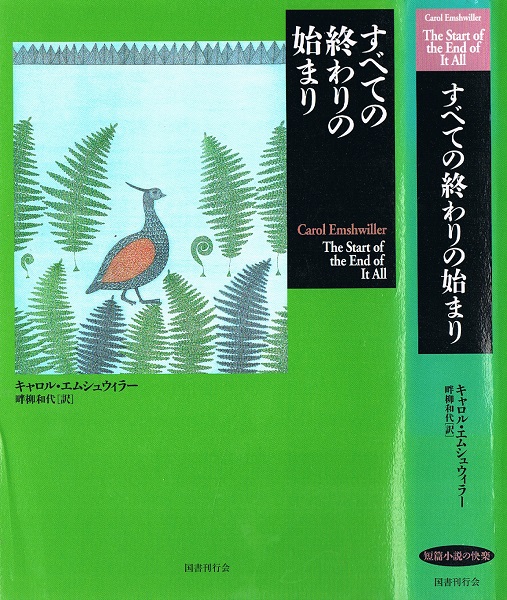 すべての
終わりの
始まり
Carol Emshwiller
The Start of
the End of
It All
キャロル・エムシュウィラー
畔柳和代[訳]
国書刊行会
Carol Emshwiller
The Start of
the End of
It All
すべての終わりの始まり
キャロル・エムシュウィラー
畔柳和代[訳]
短篇小説の快楽
国書刊行会